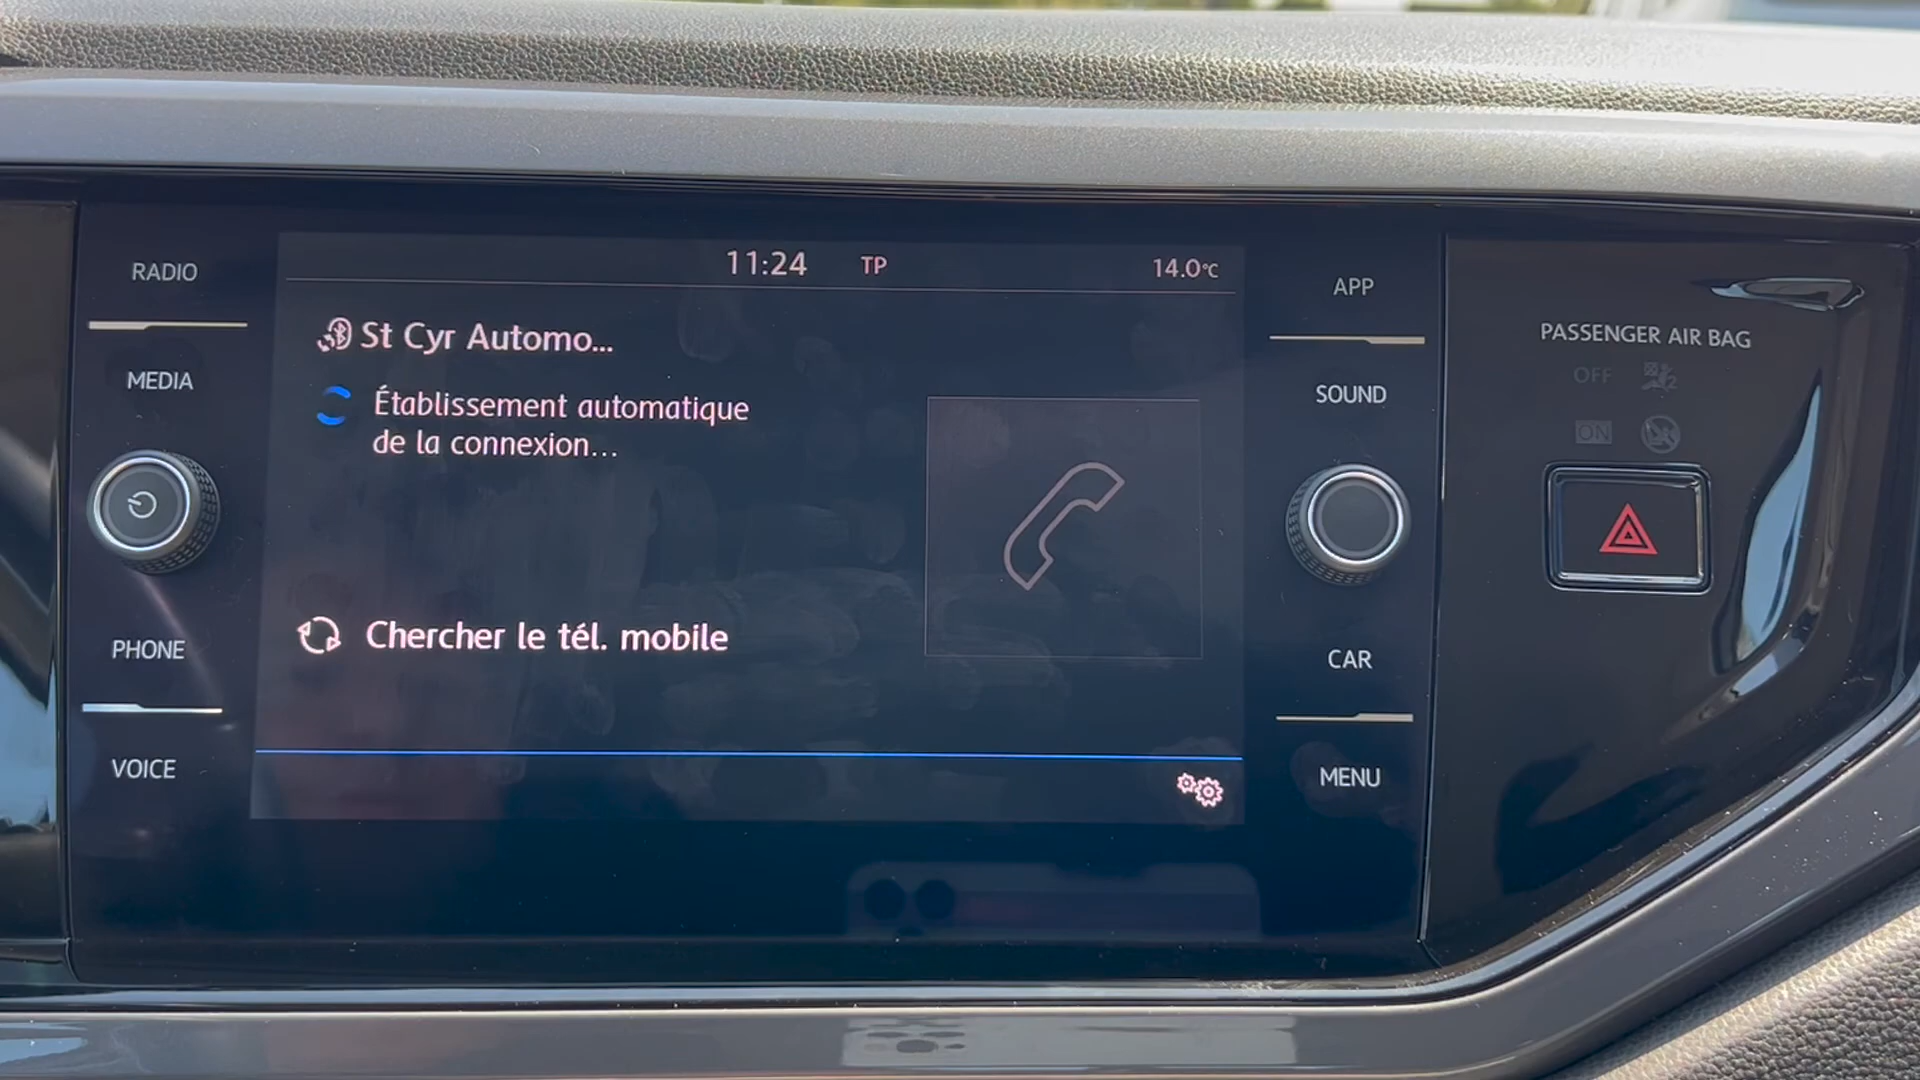 RADIO
MEDIA
PHONE
VOICE
11:24 TP 14.0°C
St Cyr Automo...
Établissement automatique
de la connexion...
Chercher le tél. mobile
APP
SOUND
CAR
MENU
PASSENGER AIR BAG
OFF
ON